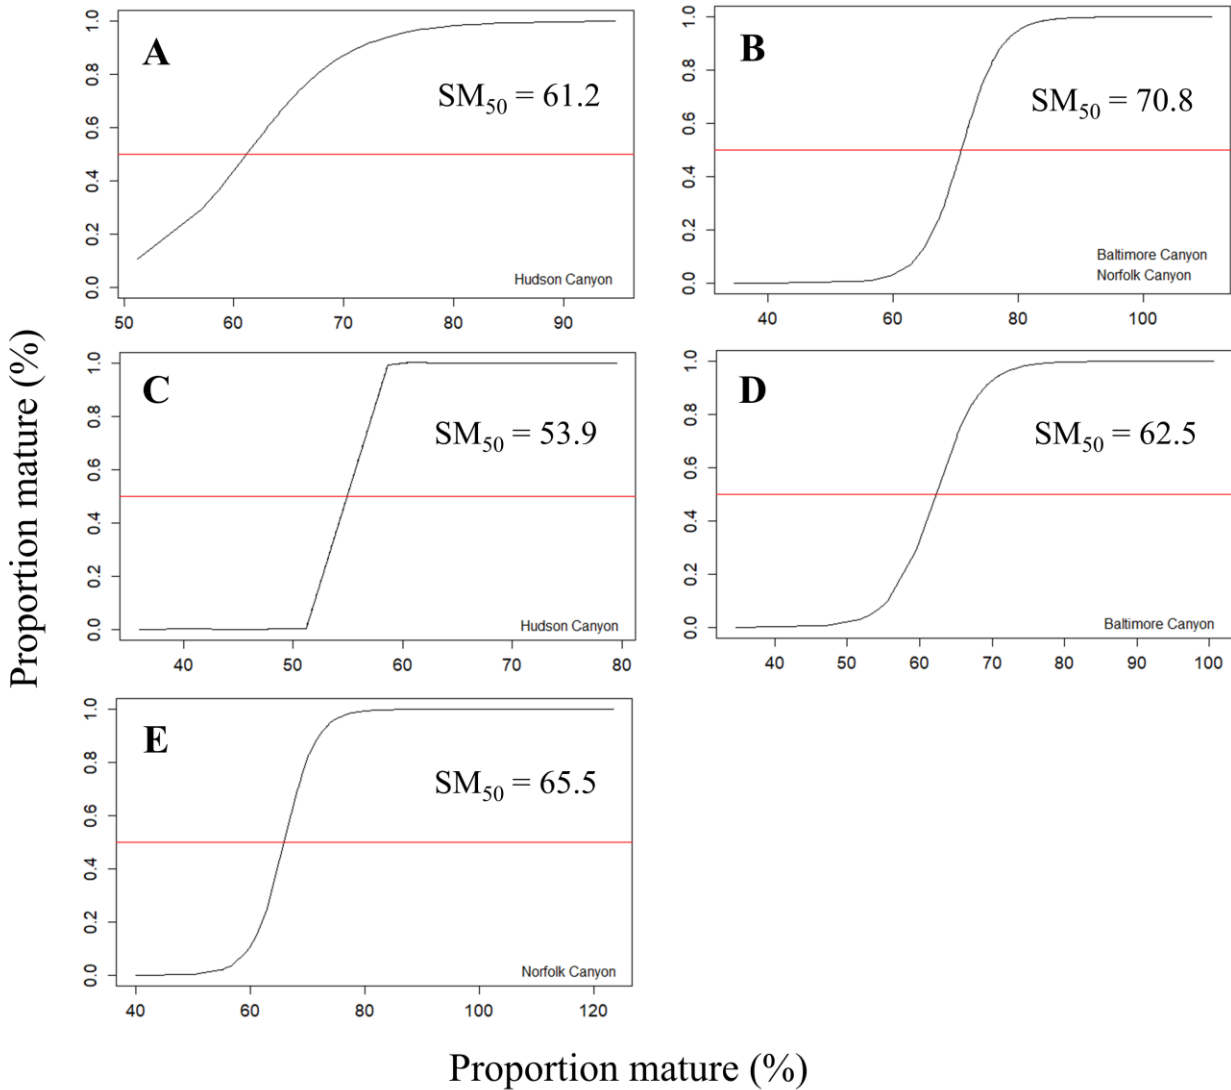 Proportion mature (%)
A
SM50 = 61.2
Hudson Canyon
0.0 0.2 0.4 0.6 0.8 1.0
50 60 70 80 90
B
SM50 = 70.8
Baltimore Canyon
Norfolk Canyon
0.0 0.2 0.4 0.6 0.8 1.0
40 60 80 100
C
SM50 = 53.9
Hudson Canyon
0.0 0.2 0.4 0.6 0.8 1.0
40 50 60 70 80
D
SM50 = 62.5
Baltimore Canyon
0.0 0.2 0.4 0.6 0.8 1.0
40 50 60 70 80 90 100
E
SM50 = 65.5
Norfolk Canyon
0.0 0.2 0.4 0.6 0.8 1.0
40 60 80 100 120
Proportion mature (%)